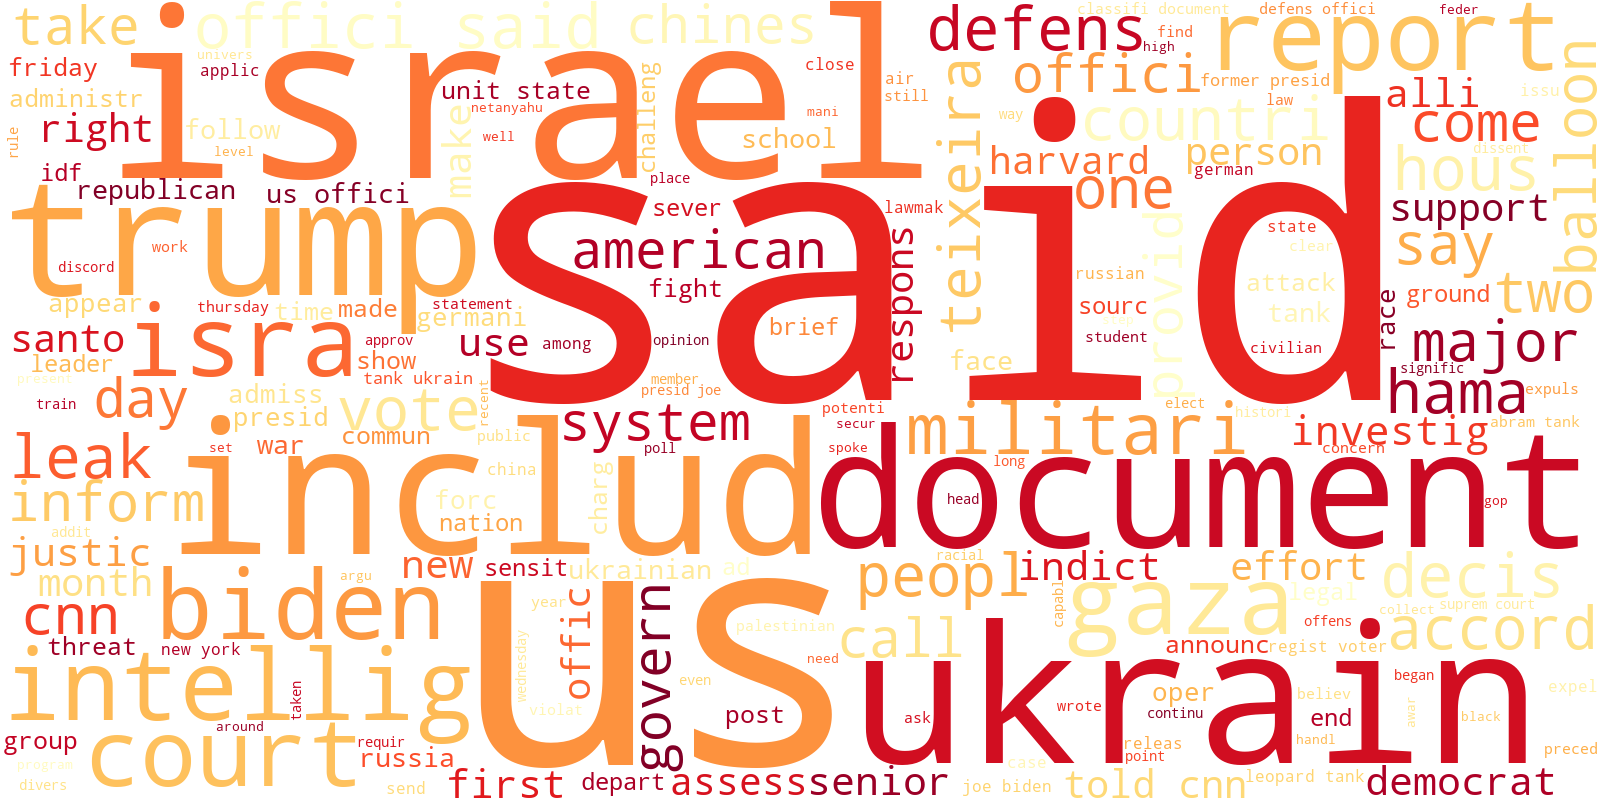 take
israel
offici said
chines
classifi document
defens offici
feder
defens
high
find
report
univers
friday
applic
close
air
offici
former presid
balloon
administr
unit state
netanyahu
mani
still
law
alli
issu
rule
right
follow
make
well
challeng
school
teixeira
way
countri
come
level
harvard
person
dissent
hous
idf
republican
us offici
place
german
one
support
trump
said
sever
lawmak
state
clear
say
work
american
respons
provid
discord
fight
russian
attack
two
appear
thursday
time
made
statement
germani
brief
sourc
tank
ground
race
santo
isra
approv
use
among
opinion
student
civilian
major
leader
show
face
signific
present
tank ukrain
member
presid joe
hama
expuls
train
day
admiss
presid
vote
recent
system
potenti
secur
elect
histori
abram tank
leak
set
war
commun
public
poll
spoke
militari
investig
concern
includ
china
long
document
inform
charg
forc
nation
head
gop
addit
justic
month
argu
new
sensit
ukrainian
ad
racial
peopl
indict
effort
decis
cnn
biden
us
year
offic
govern
palestinian
capabl
gaza
legal
collect
suprem court
offens
accord
threat
new york
wednesday
need
call
ukrain
announc
regist voter
intellig
taken
violat
even
post
ask
wrote
oper
believ
began
expel
group
court
around
requir
continu
end
awar
black
russia
releas
point
handl
preced
program
divers
send
first
depart
assess
senior
joe biden
case
told cnn
leopard tank
democrat